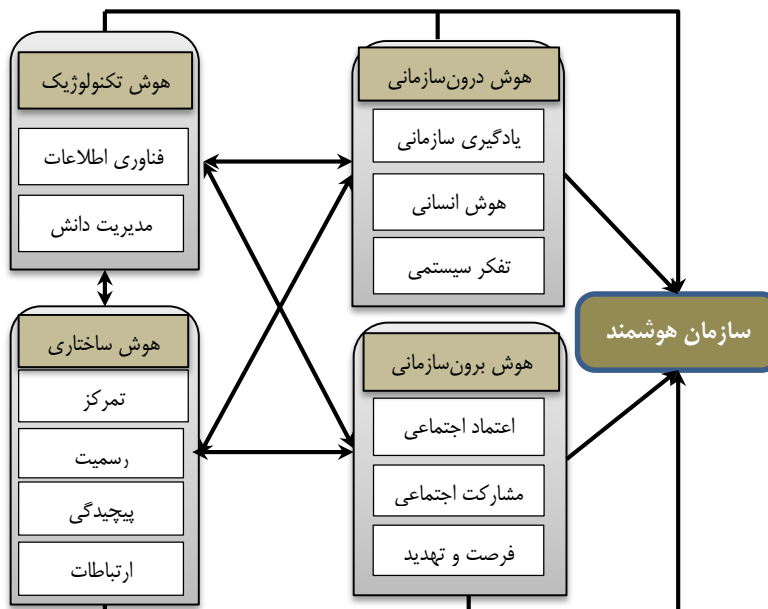 هوش درون‌سازمانی
یادگیری سازمانی
هوش انسانی
تفکر سیستمی
هوش تکنولوژیک
فناوری اطلاعات
مدیریت دانش
سازمان هوشمند
هوش برون‌سازمانی
اعتماد اجتماعی
مشارکت اجتماعی
فرصت و تهدید
هوش ساختاری
تمرکز
رسمیت
پیچیدگی
ارتباطات